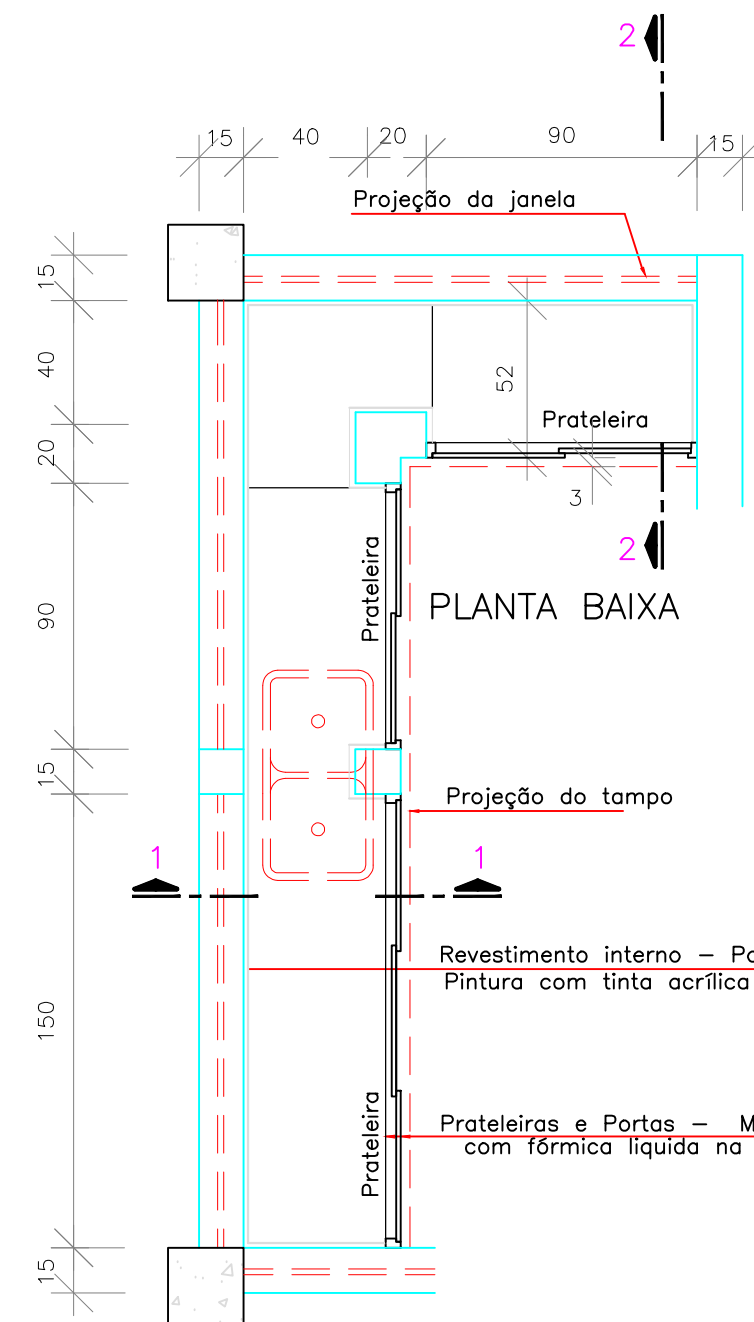 2
15 40 20 90 15
Projeção da janela
15
40
52
Prateleira
20
3
2
Prateleira
PLANTA BAIXA
90
15
Projeção do tampo
1 1
Revestimento interno – 
Pintura com tinta acrílica
150
Prateleira
Prateleiras e Portas –
com fórmica liquida na
15